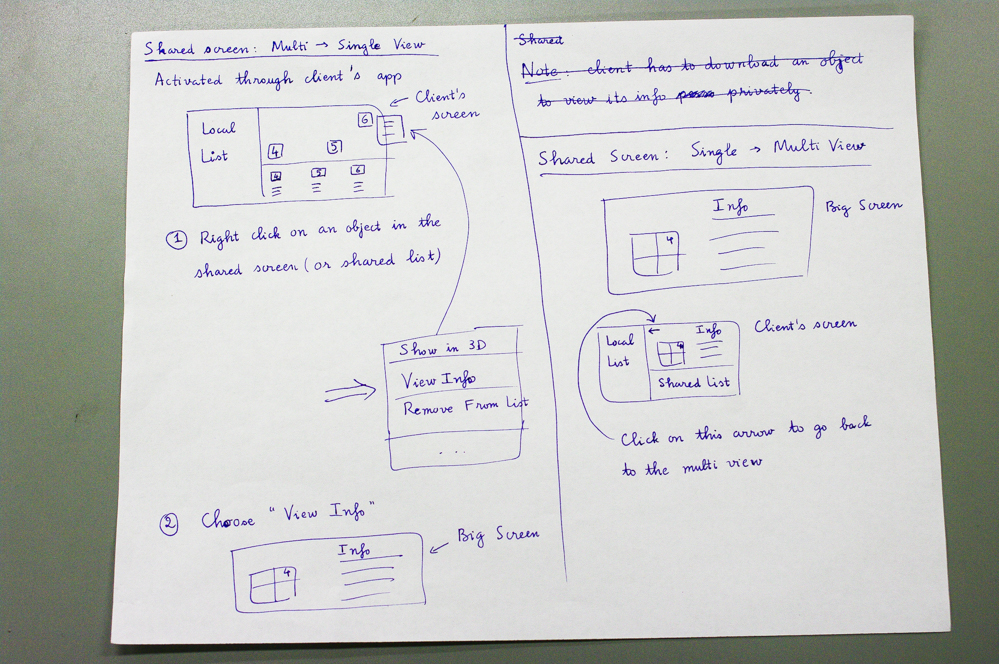 Shared screen: Multi → Single View
Activated through client's app
Client's
screen
Local
List
6
4
5
4
5
6
① Right click on an object in the
shared screen (or shared list)
Show in 3D
View Info
Remove From List
...
② Choose "View Info"
Big Screen
Info
4
Shared
Note: client has to download an object
to view its info privately.
Shared Screen: Single → Multi View
Big Screen
Info
4
Client's screen
Local
List
←
Info
4
Shared List
Click on this arrow to go back
to the multi view